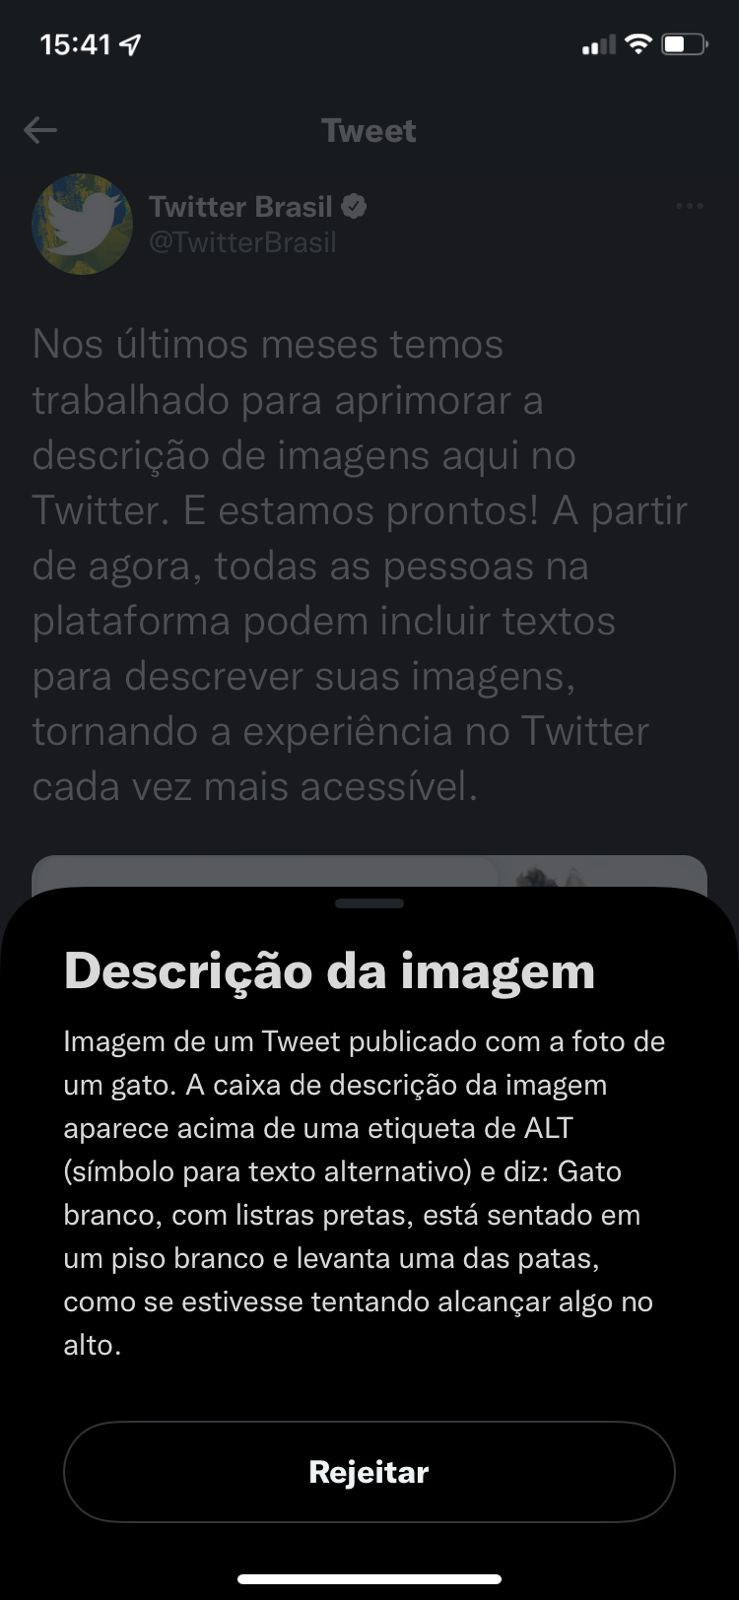 15:41
Tweet
Twitter Brasil
@TwitterBrasil
Nos últimos meses temos
trabalhado para aprimorar a
descrição de imagens aqui no
Twitter. E estamos prontos! A partir
de agora, todas as pessoas na
plataforma podem incluir textos
para descrever suas imagens,
tornando a experiência no Twitter
cada vez mais acessível.
Descrição da imagem
Imagem de um Tweet publicado com a foto de
um gato. A caixa de descrição da imagem
aparece acima de uma etiqueta de ALT
(símbolo para texto alternativo) e diz: Gato
branco, com listras pretas, está sentado em
um piso branco e levanta uma das patas,
como se estivesse tentando alcançar algo no
alto.
Rejeitar